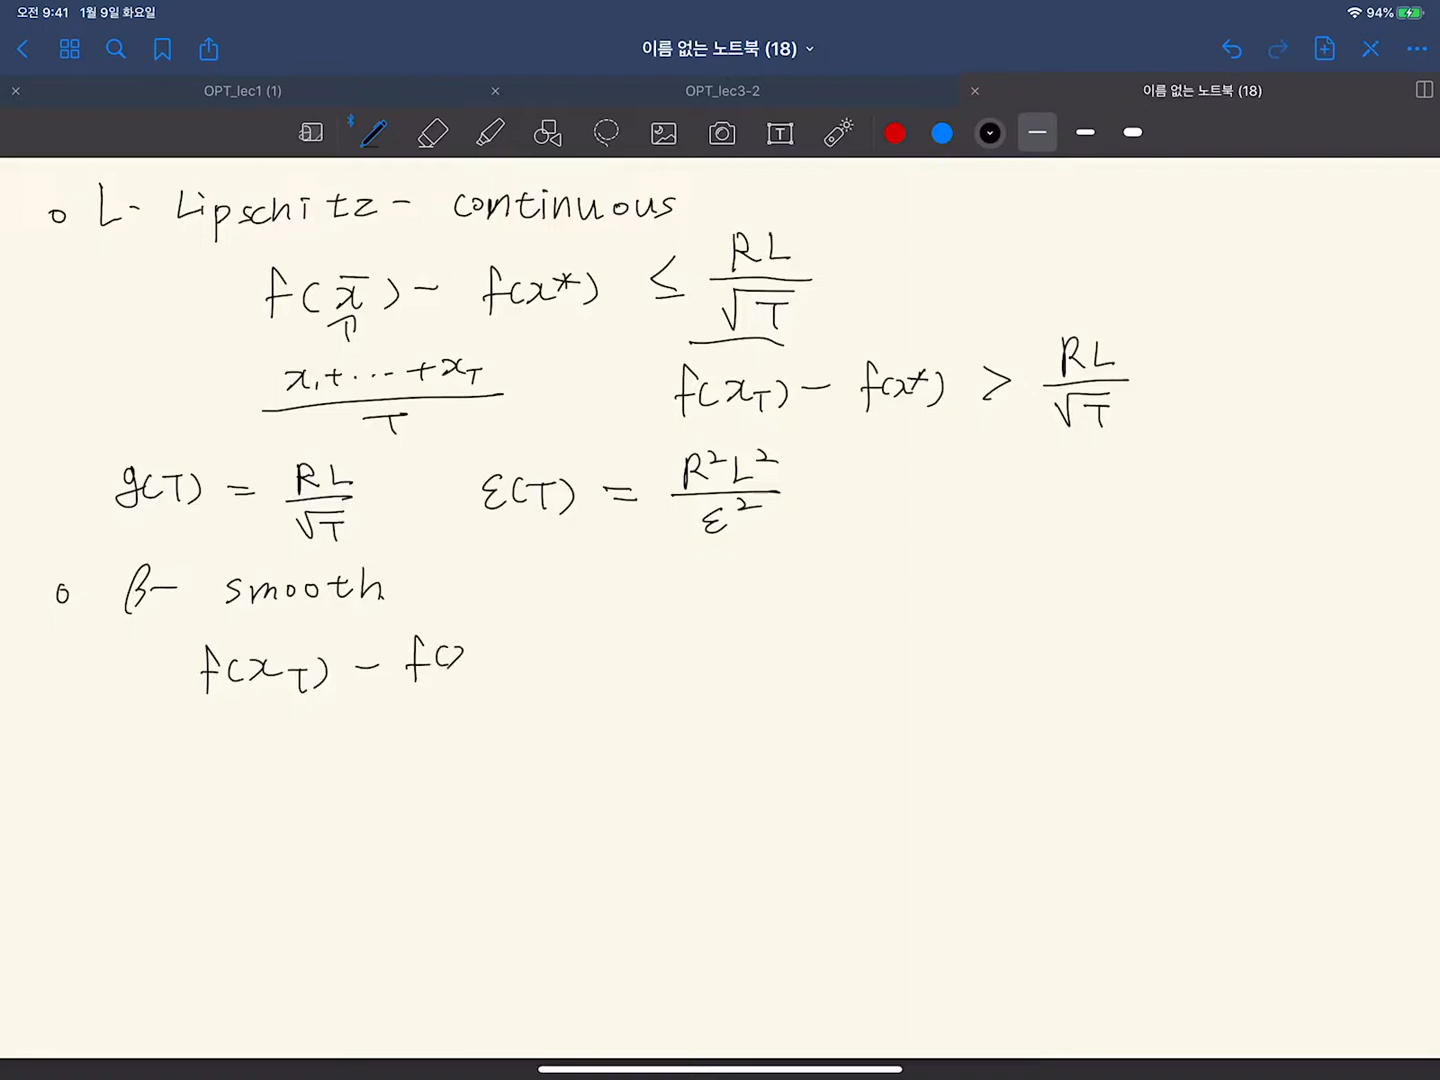 오전 9:41 1월 9일 화요일 94%
이름 없는 노트북 (18)
OPT_lec1 (1) OPT_lec3-2 이름 없는 노트북 (18)
○ L- Lipschitz - continuous
f(x̄_T) - f(x*) ≤ RL/√T
(x₁+⋯+x_T)/T f(x_T) - f(x*) > RL/√T
g(T) = RL/√T ε(T) = R²L²/ε²
○ β- smooth
f(x_T) - f(x